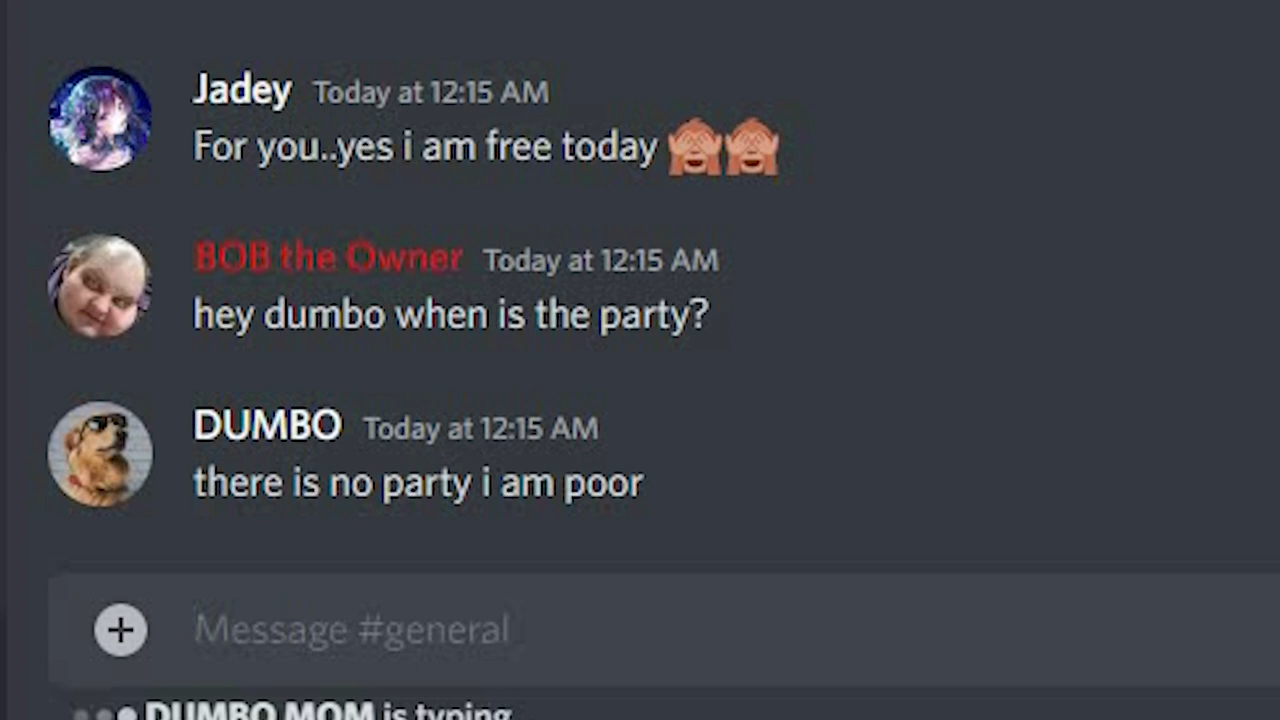 Jadey Today at 12:15 AM
For you..yes i am free today 🙈🙈
BOB the Owner Today at 12:15 AM
hey dumbo when is the party?
DUMBO Today at 12:15 AM
there is no party i am poor
Message #general
DUMBO MOM is typing